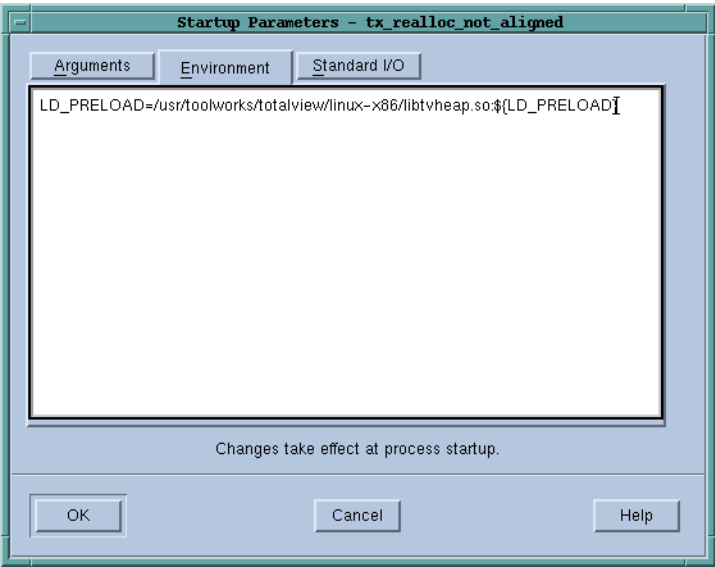 Startup Parameters - tx_realloc_not_aligned
Arguments
Environment
Standard I/O
LD_PRELOAD=/usr/toolworks/totalview/linux-x86/libtvheap.so:${LD_PRELOAD}
Changes take effect at process startup.
OK
Cancel
Help